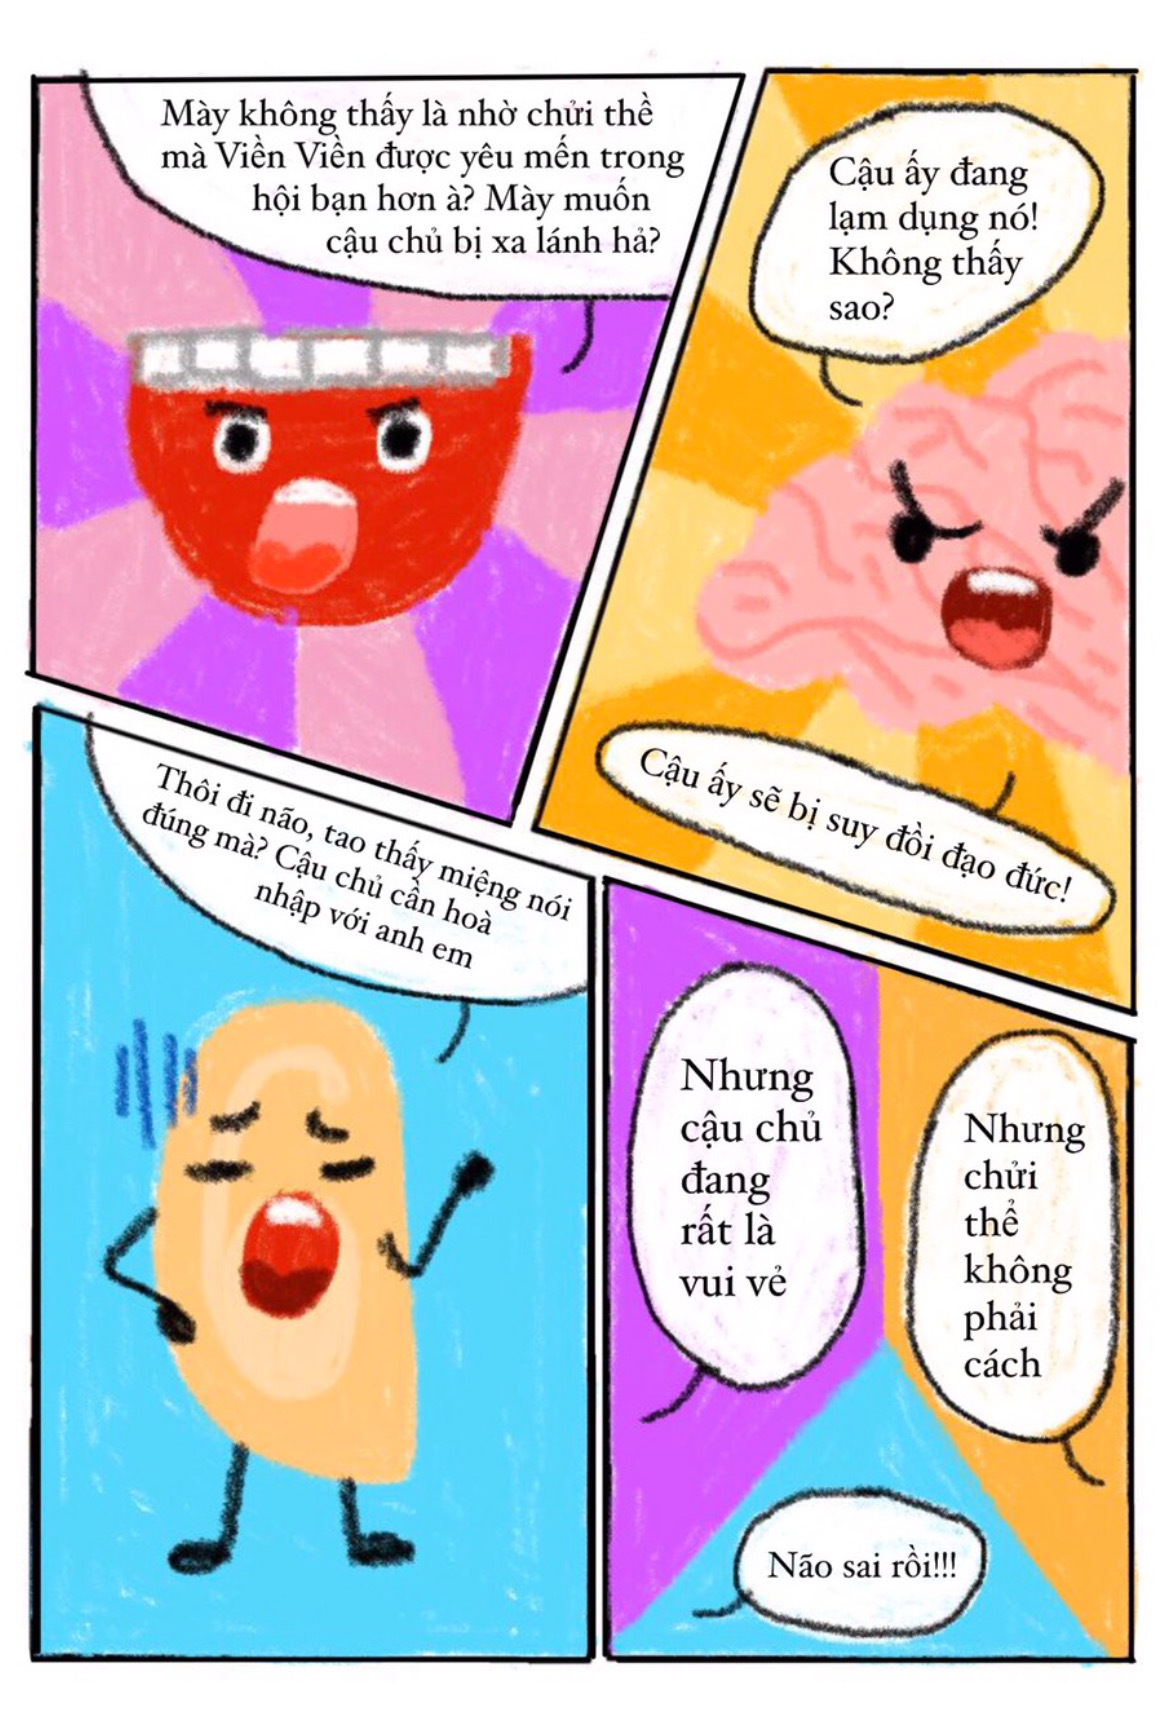 Mày không thấy là nhờ chửi thề
mà Viền Viền được yêu mến trong
hội bạn hơn à? Mày muốn
cậu chủ bị xa lánh hả?
Cậu ấy đang
lạm dụng nó!
Không thấy
sao?
Cậu ấy sẽ bị suy đồi đạo đức!
Thôi đi não, tao thấy miệng nói
đúng mà? Cậu chủ cần hoà
nhập với anh em
Nhưng
cậu chủ
đang
rất là
vui vẻ
Nhưng
chửi
thể
không
phải
cách
Não sai rồi!!!